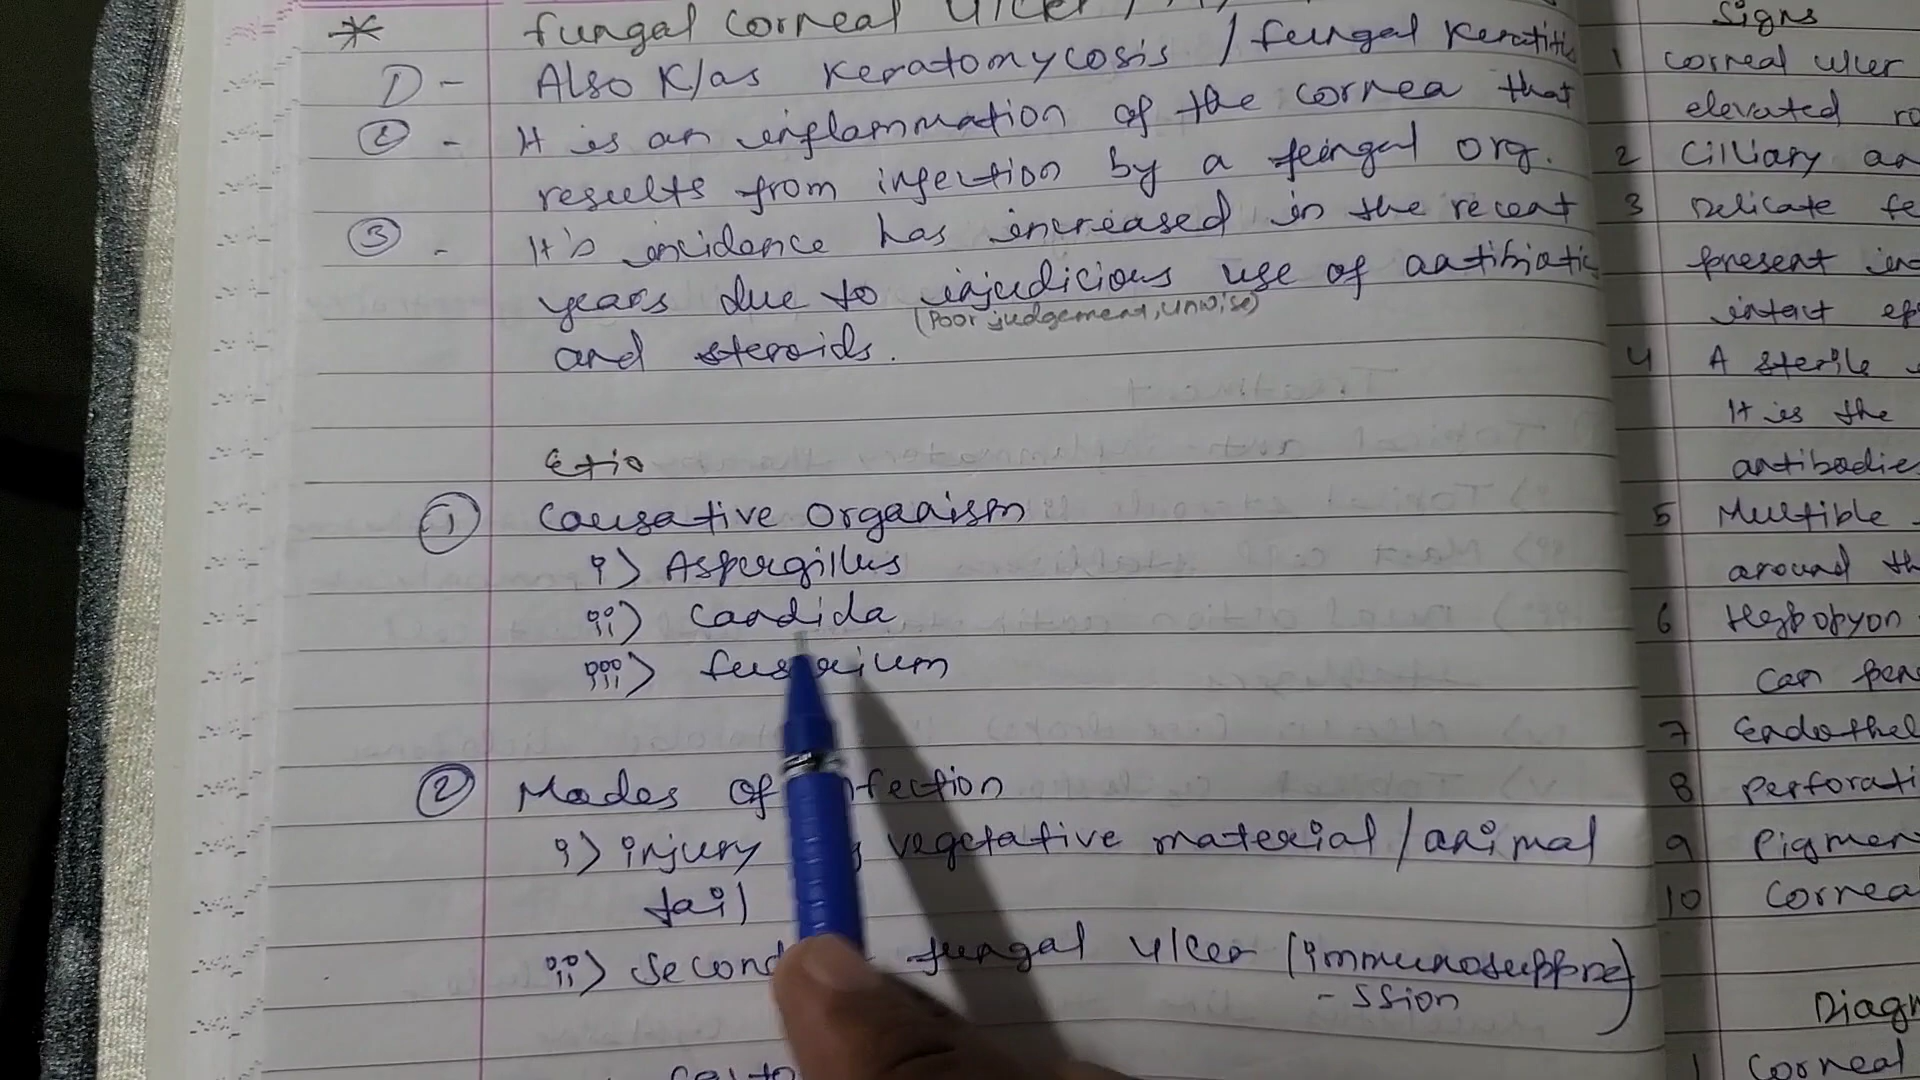 * fungal corneal Ulcer
1) - Also K/as Keratomycosis / fungal Keratitis
② - It is an inflammation of the cornea that
results from infection by a fungal org.
③ - It's incidence has increased in the recent
years due to injudicious use of antibiotic
(Poor judgement, unwise)
and steroids.
Etio
① Causative Organism
i) Aspergillus
ii) Candida
iii) fusarium
② Modes of infection
i) injury vegetative material / animal
tail
ii) Second fungal Ulcer (immunosuppre
- ssion)
Signs
1 Corneal ulcer
elevated
2 Ciliary
3 Delicate
present
intact
4 A sterile
It is the
antibodie
5 Multible
around
6 Hypopyon
Can
7 Endothel
8 Perforati
9 Pigmen
10 Cornea
Diagn
1 Corneal